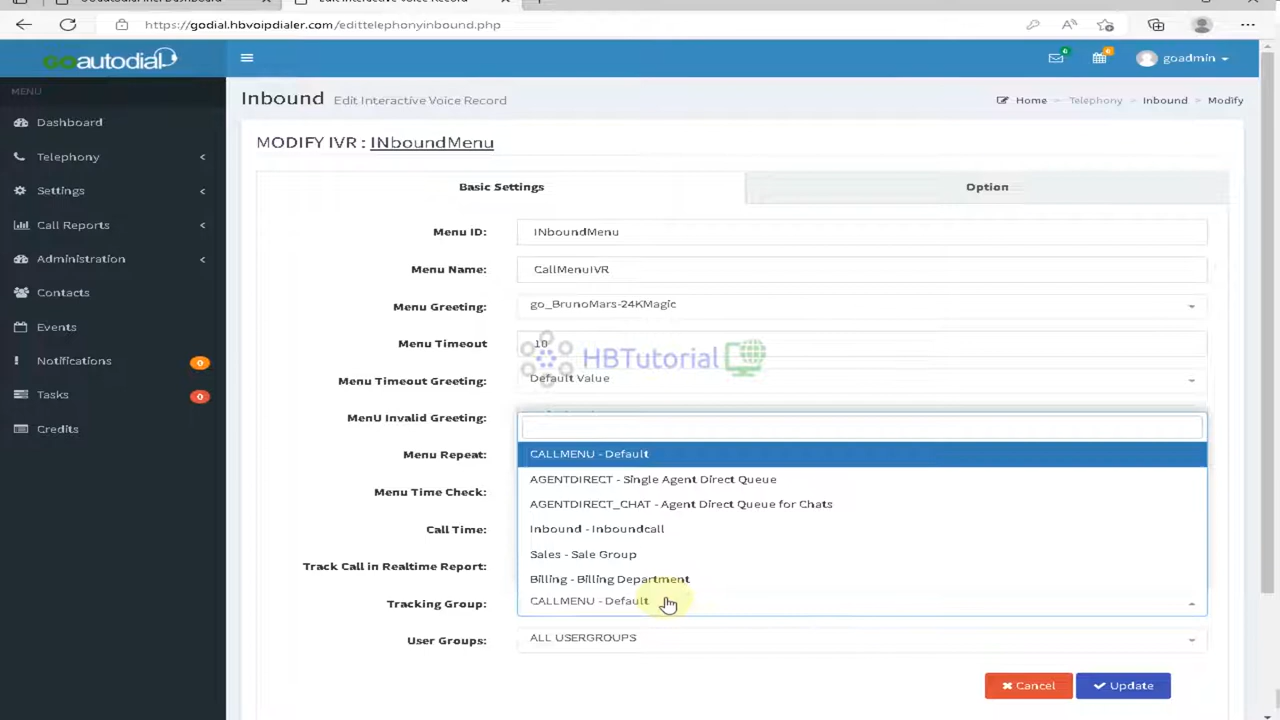 https://godial.hbvoipdialer.com/edittelephonyinbound.php
GOautodial
6
6
goadmin
MENU
Dashboard
Telephony
Settings
Call Reports
Administration
Contacts
Events
Notifications 0
Tasks 0
Credits
Inbound Edit Interactive Voice Record
Home > Telephony > Inbound > Modify
MODIFY IVR : INboundMenu
Basic Settings
Option
Menu ID: INboundMenu
Menu Name: CallMenuIVR
Menu Greeting: go_BrunoMars-24KMagic
Menu Timeout 10
HBTutorial
Menu Timeout Greeting: Default Value
MenU Invalid Greeting:
Menu Repeat:
Menu Time Check:
Call Time:
Track Call in Realtime Report:
CALLMENU - Default
AGENTDIRECT - Single Agent Direct Queue
AGENTDIRECT_CHAT - Agent Direct Queue for Chats
Inbound - Inboundcall
Sales - Sale Group
Billing - Billing Department
Tracking Group: CALLMENU - Default
User Groups: ALL USERGROUPS
Cancel
Update